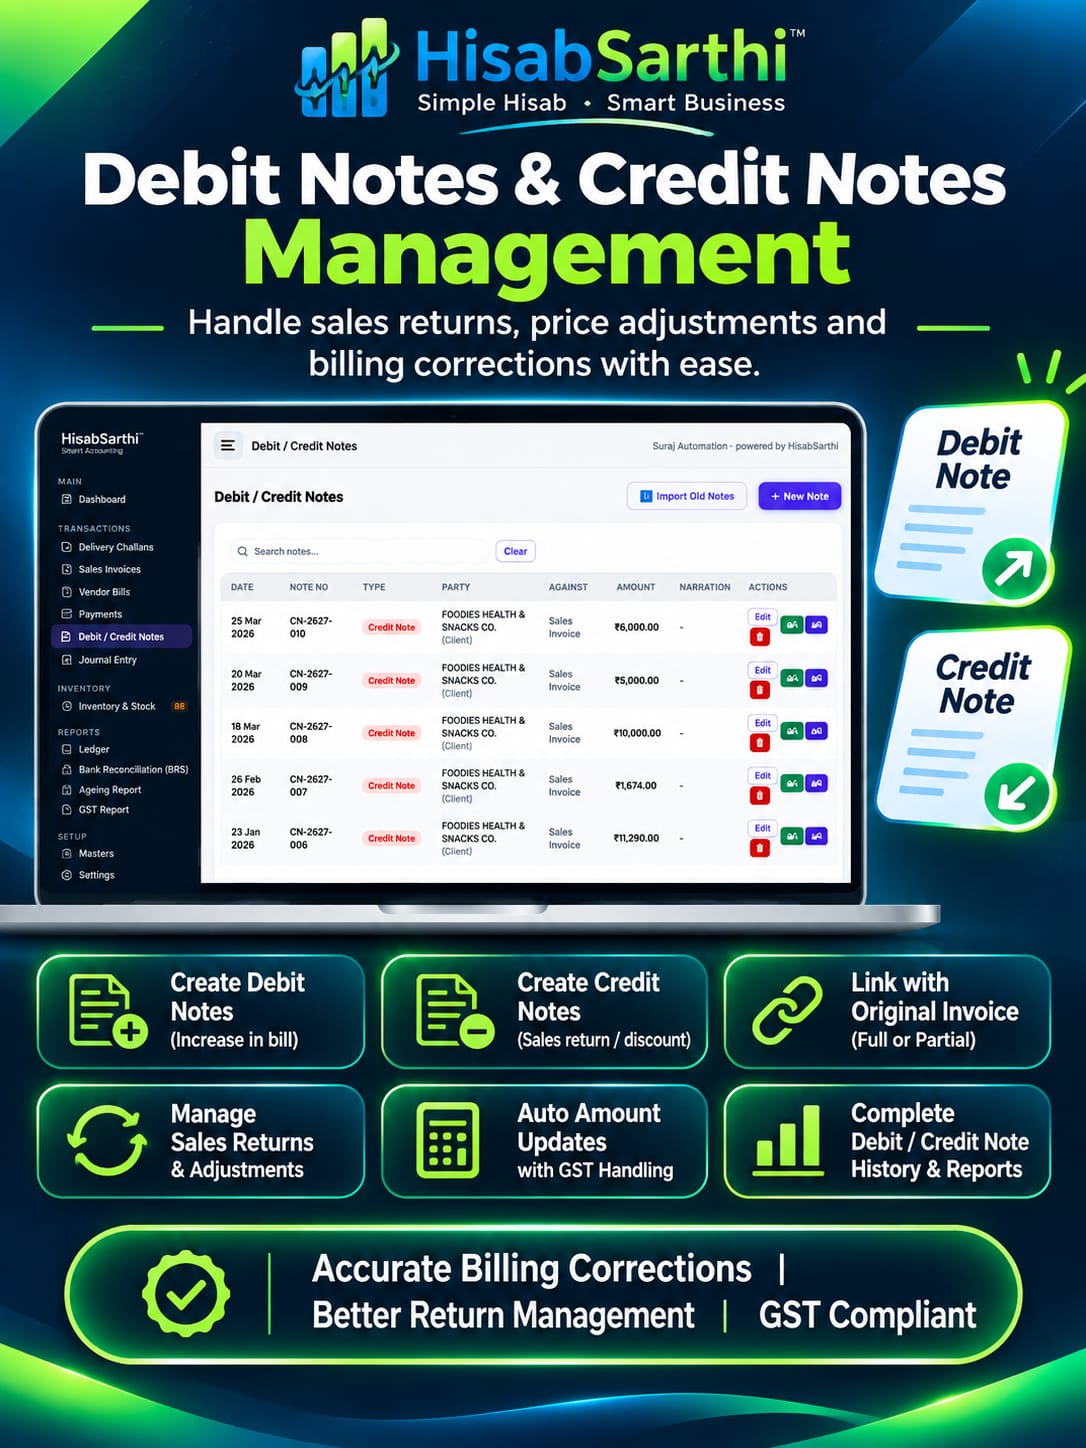 HisabSarthi™
Simple Hisab • Smart Business
Debit Notes & Credit Notes
Management
Handle sales returns, price adjustments and
billing corrections with ease.
HisabSarthi™
Smart Accounting
MAIN
Dashboard
TRANSACTIONS
Delivery Challans
Sales Invoices
Vendor Bills
Payments
Debit / Credit Notes
Journal Entry
INVENTORY
Inventory & Stock
REPORTS
Ledger
Bank Reconciliation (BRS)
Ageing Report
GST Report
SETUP
Masters
Settings
Debit / Credit Notes
Suraj Automation - powered by HisabSarthi
Debit / Credit Notes
Import Old Notes
+ New Note
Search notes...
Clear
DATE NOTE NO TYPE PARTY AGAINST AMOUNT NARRATION ACTIONS
25 Mar 2026 CN-2627-010 Credit Note FOODIES HEALTH & SNACKS CO. (Client) Sales Invoice ₹6,000.00 - Edit
20 Mar 2026 CN-2627-009 Credit Note FOODIES HEALTH & SNACKS CO. (Client) Sales Invoice ₹5,000.00 - Edit
18 Mar 2026 CN-2627-008 Credit Note FOODIES HEALTH & SNACKS CO. (Client) Sales Invoice ₹10,000.00 - Edit
26 Feb 2026 CN-2627-007 Credit Note FOODIES HEALTH & SNACKS CO. (Client) Sales Invoice ₹1,674.00 - Edit
23 Jan 2026 CN-2627-006 Credit Note FOODIES HEALTH & SNACKS CO. (Client) Sales Invoice ₹11,290.00 - Edit
Debit
Note
Credit
Note
Create Debit
Notes
(Increase in bill)
Create Credit
Notes
(Sales return / discount)
Link with
Original Invoice
(Full or Partial)
Manage
Sales Returns
& Adjustments
Auto Amount
Updates
with GST Handling
Complete
Debit / Credit Note
History & Reports
Accurate Billing Corrections |
Better Return Management | GST Compliant